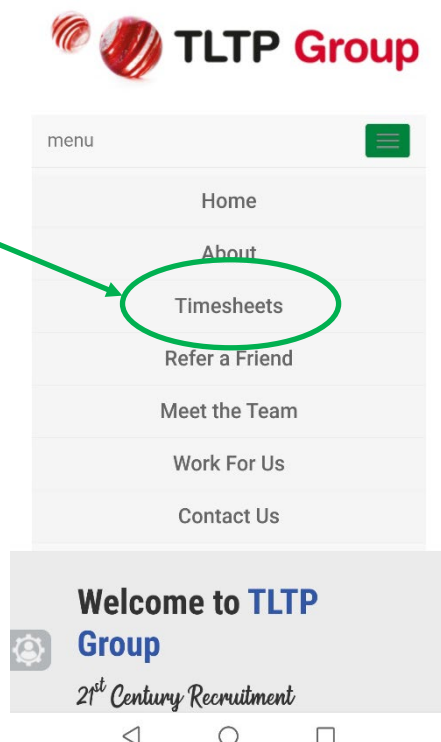 TLTP Group
menu
Home
About
Timesheets
Refer a Friend
Meet the Team
Work For Us
Contact Us
Welcome to TLTP
Group
21st Century Recruitment